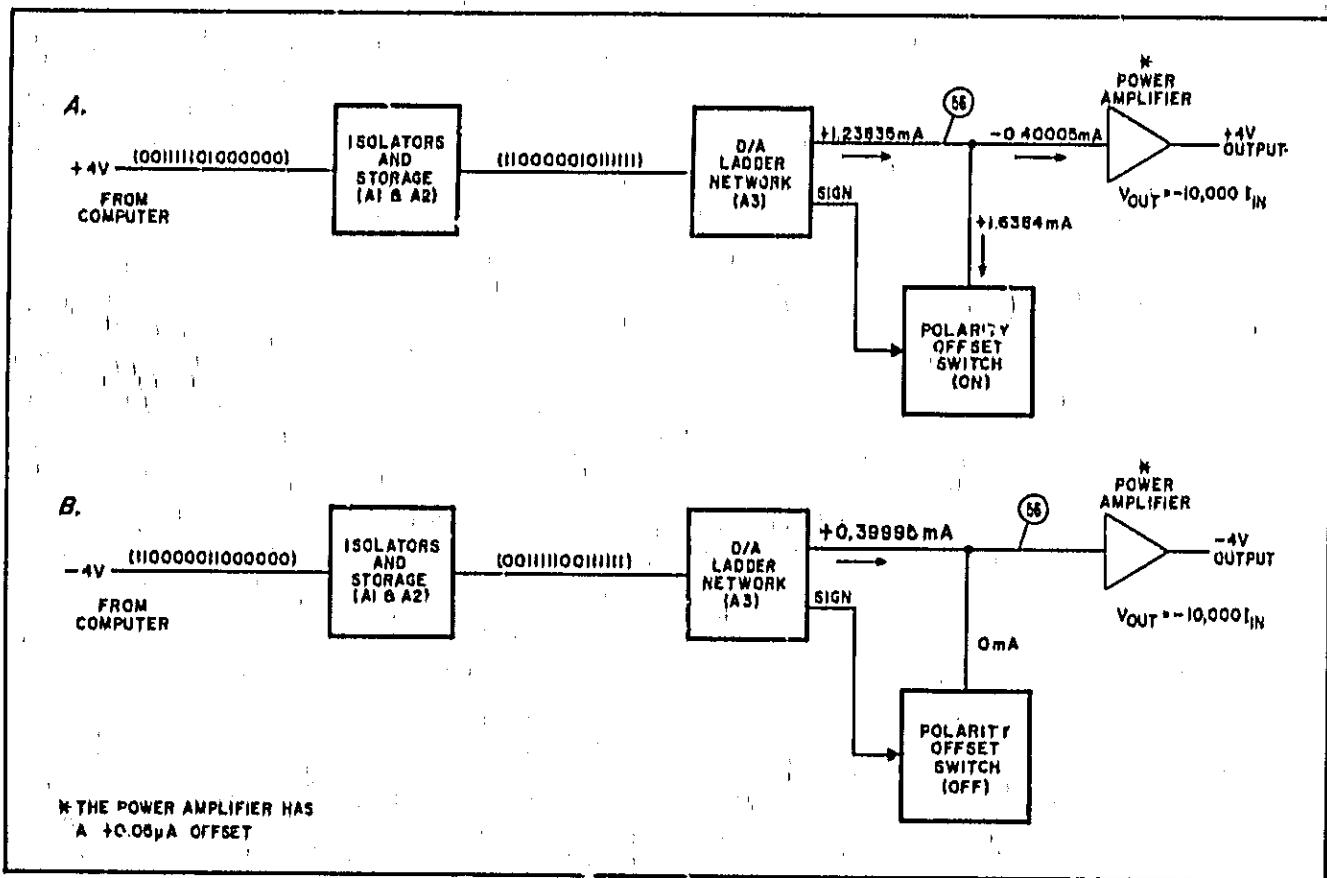 A.
+4V
(001111101000000)
FROM
COMPUTER
ISOLATORS
AND
STORAGE
(A1 & A2)
(110000010111111)
D/A
LADDER
NETWORK
(A3)
+1.23835mA
56
-0.40005mA
*
POWER
AMPLIFIER
+4V
OUTPUT
VOUT = -10,000 IIN
SIGN
+1.6384mA
POLARITY
OFFSET
SWITCH
(ON)
B.
-4V
(110000011000000)
FROM
COMPUTER
ISOLATORS
AND
STORAGE
(A1 & A2)
(001111100111111)
D/A
LADDER
NETWORK
(A3)
+0.39995mA
56
*
POWER
AMPLIFIER
-4V
OUTPUT
VOUT = -10,000 IIN
SIGN
0mA
POLARITY
OFFSET
SWITCH
(OFF)
* THE POWER AMPLIFIER HAS
A +0.05μA OFFSET